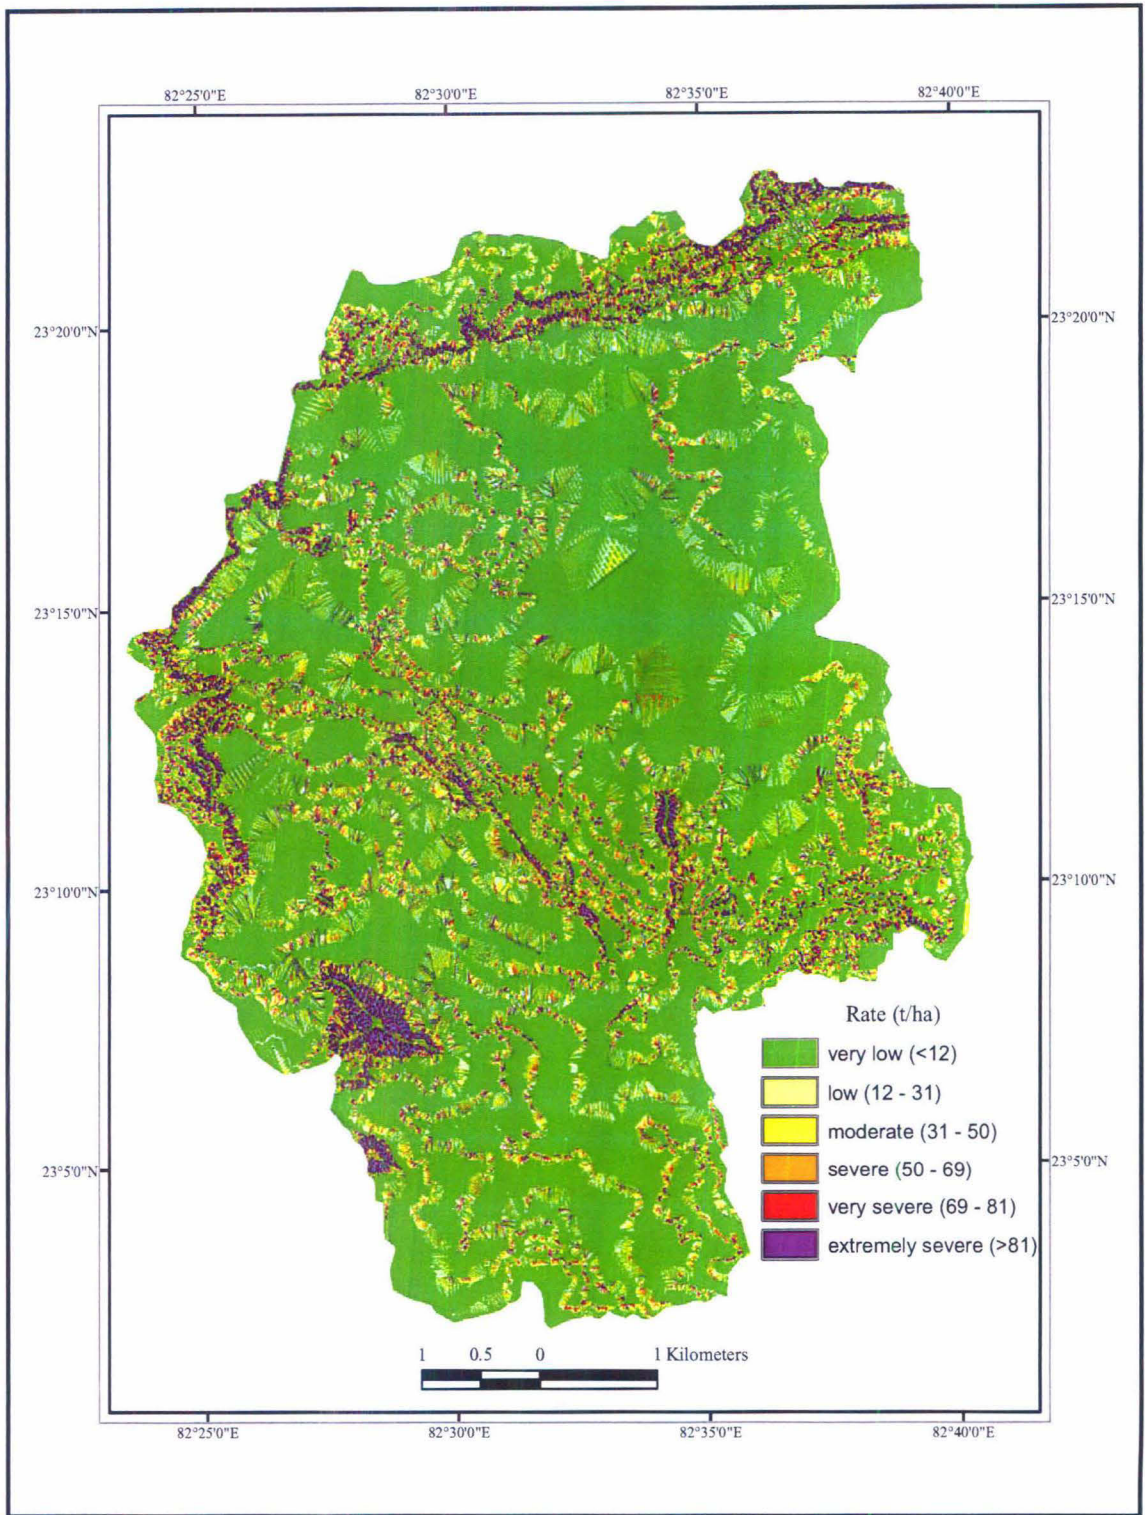 82°25'0"E 82°30'0"E 82°35'0"E 82°40'0"E
23°20'0"N 23°20'0"N
23°15'0"N 23°15'0"N
23°10'0"N 23°10'0"N
Rate (t/ha)
very low (<12)
low (12 - 31)
moderate (31 - 50)
23°5'0"N 23°5'0"N
severe (50 - 69)
very severe (69 - 81)
extremely severe (>81)
1 0.5 0 1 Kilometers
82°25'0"E 82°30'0"E 82°35'0"E 82°40'0"E